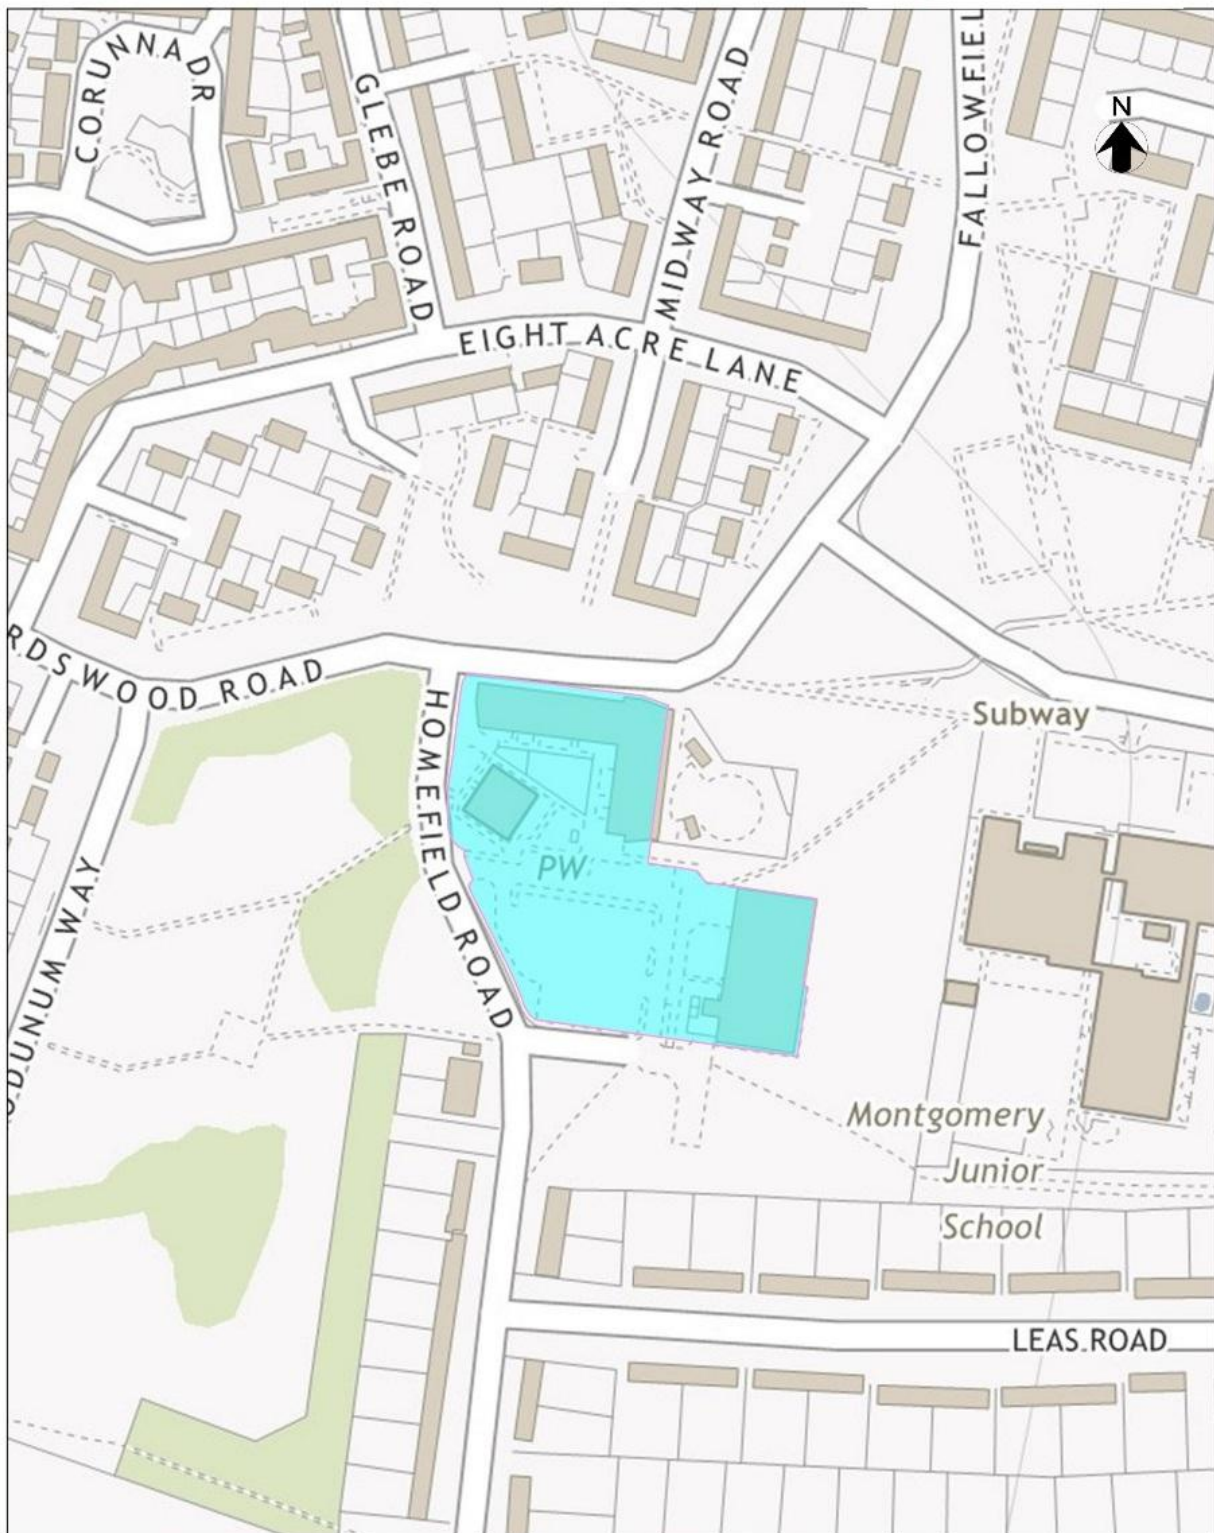 CORUNNA DR
GLEBE ROAD
MIDWAY ROAD
FALLOWFIEL
N
EIGHT ACRE LANE
RDSWOOD ROAD
HOMEFIELD ROAD
Subway
PW
DUNUM WAY
Montgomery
Junior
School
LEAS ROAD